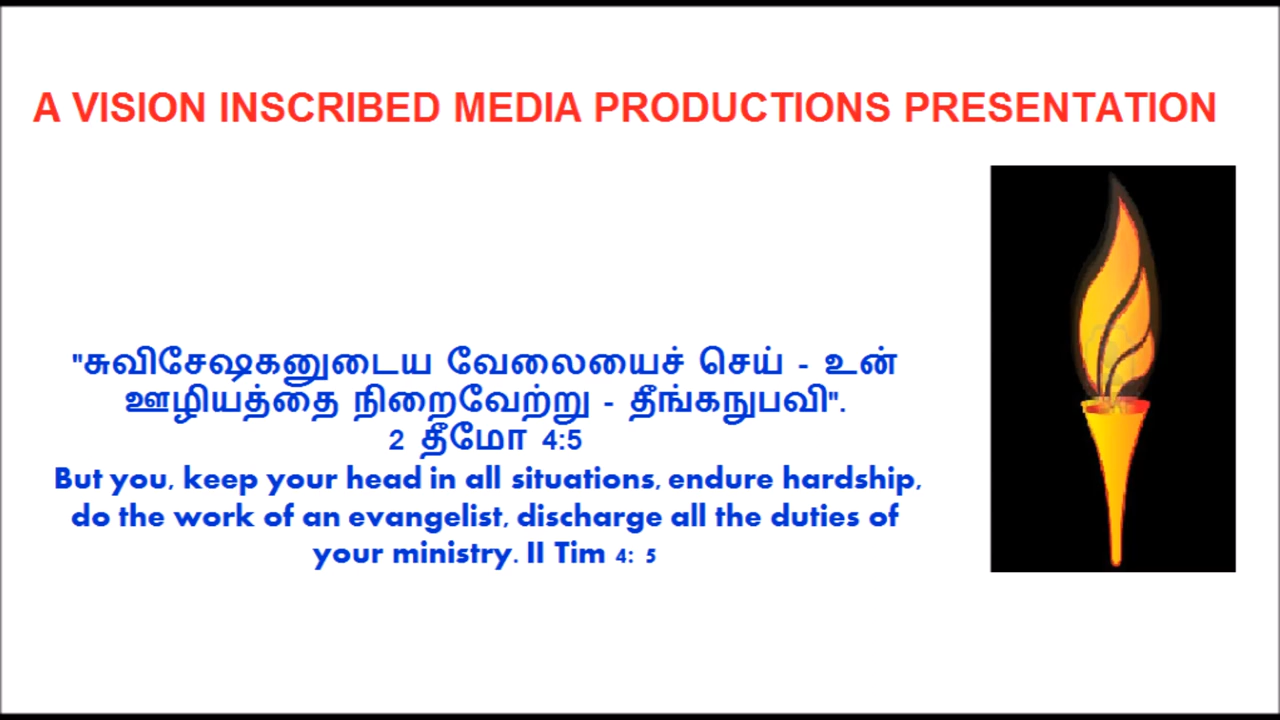 A VISION INSCRIBED MEDIA PRODUCTIONS PRESENTATION
"சுவிசேஷகனுடைய வேலையைச் செய் - உன்
ஊழியத்தை நிறைவேற்று - தீங்கநுபவி".
2 தீமோ 4:5
But you, keep your head in all situations, endure hardship,
do the work of an evangelist, discharge all the duties of
your ministry. II Tim 4: 5